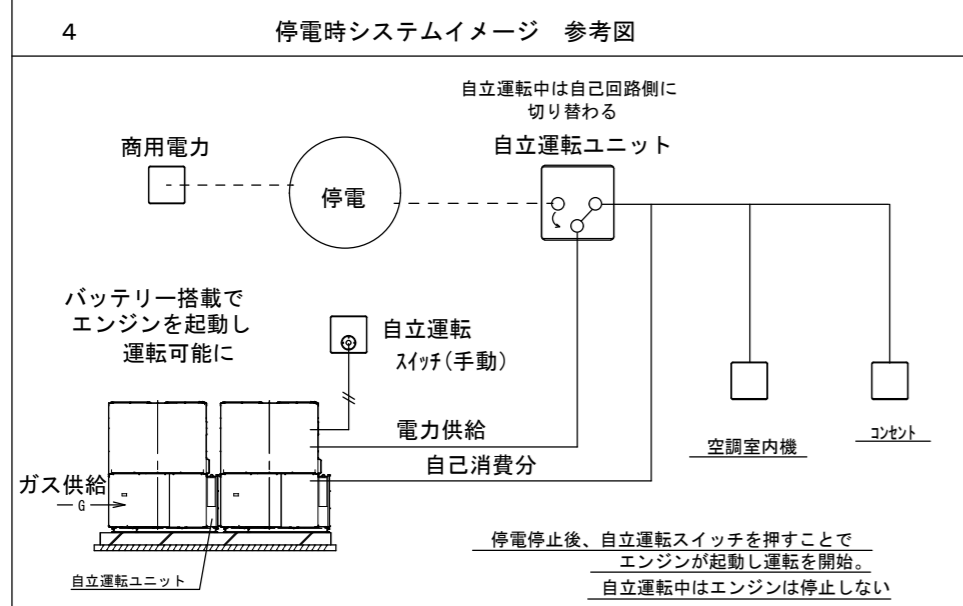 4 停電時システムイメージ 参考図
自立運転中は自己回路側に
切り替わる
自立運転ユニット
商用電力
停電
バッテリー搭載で
エンジンを起動し
運転可能に
自立運転
スイッチ(手動)
電力供給
自己消費分
ガス供給
G
自立運転ユニット
空調室内機
コンセント
停電停止後、自立運転スイッチを押すことで
エンジンが起動し運転を開始。
自立運転中はエンジンは停止しない